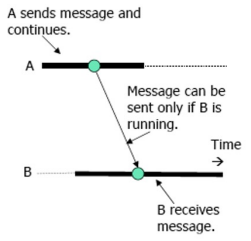 A sends message and
continues.
A
Message can be
sent only if B is
running.
Time
B
B receives
message.